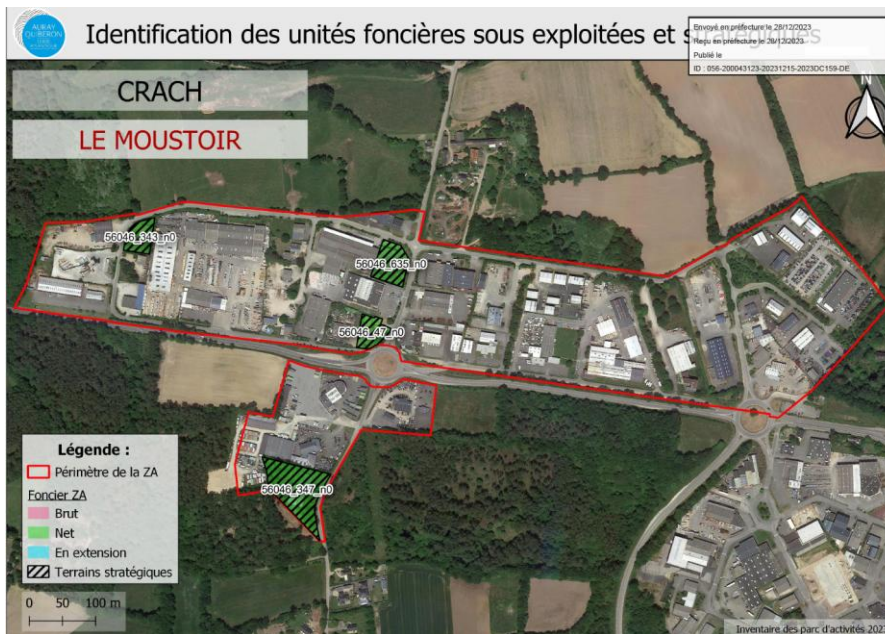 AURAY
QUIBERON
Identification des unités foncières sous exploitées et stratégiques
Envoyé en préfecture le 28/12/2023
Reçu en préfecture le 28/12/2023
Publié le
ID : 056-200043123-20231215-2023DC159-DE
N
CRACH
LE MOUSTOIR
56046_343_n0
56046_635_n0
56046_47_n0
56046_347_n0
Légende :
Périmètre de la ZA
Foncier ZA
Brut
Net
En extension
Terrains stratégiques
0 50 100 m
Inventaire des parc d'activités 2023